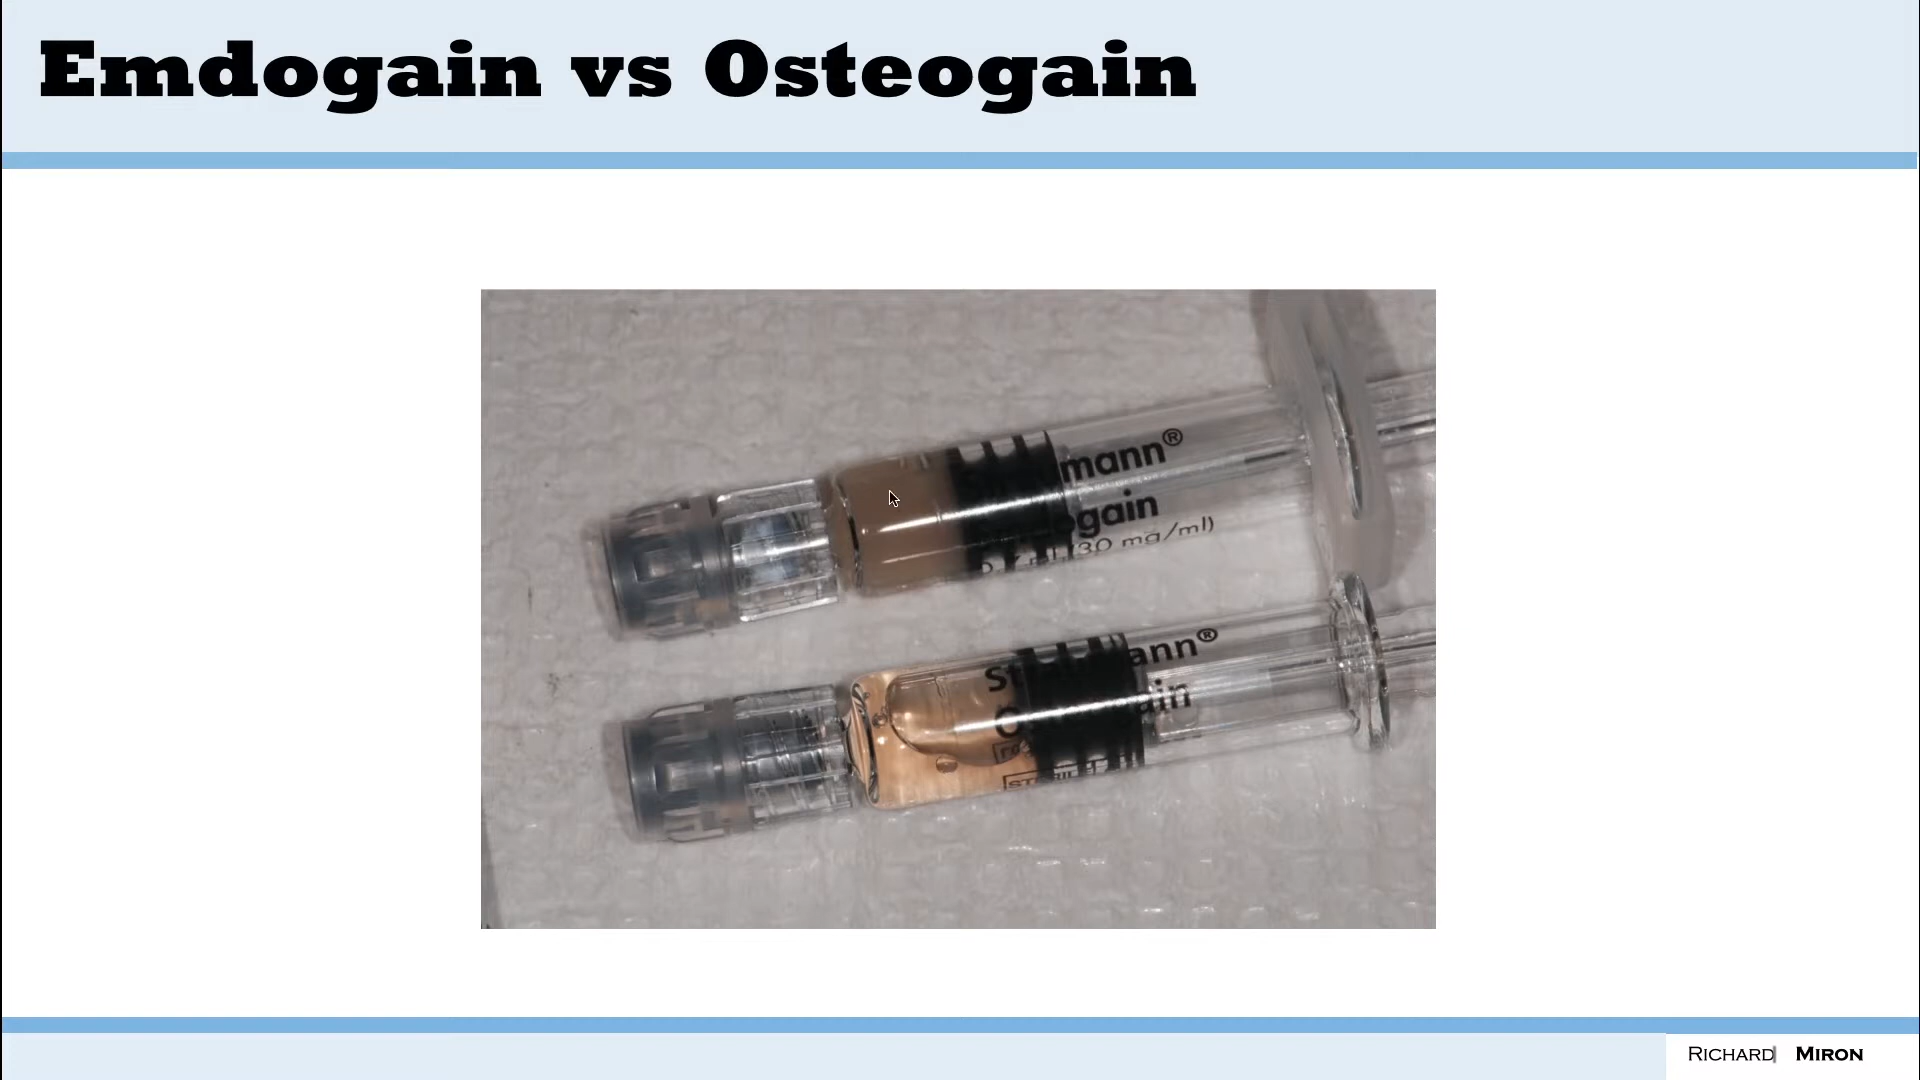 Emdogain vs Osteogain
mann®
gain
(30 mg/ml)
ann®
ain
RICHARD MIRON